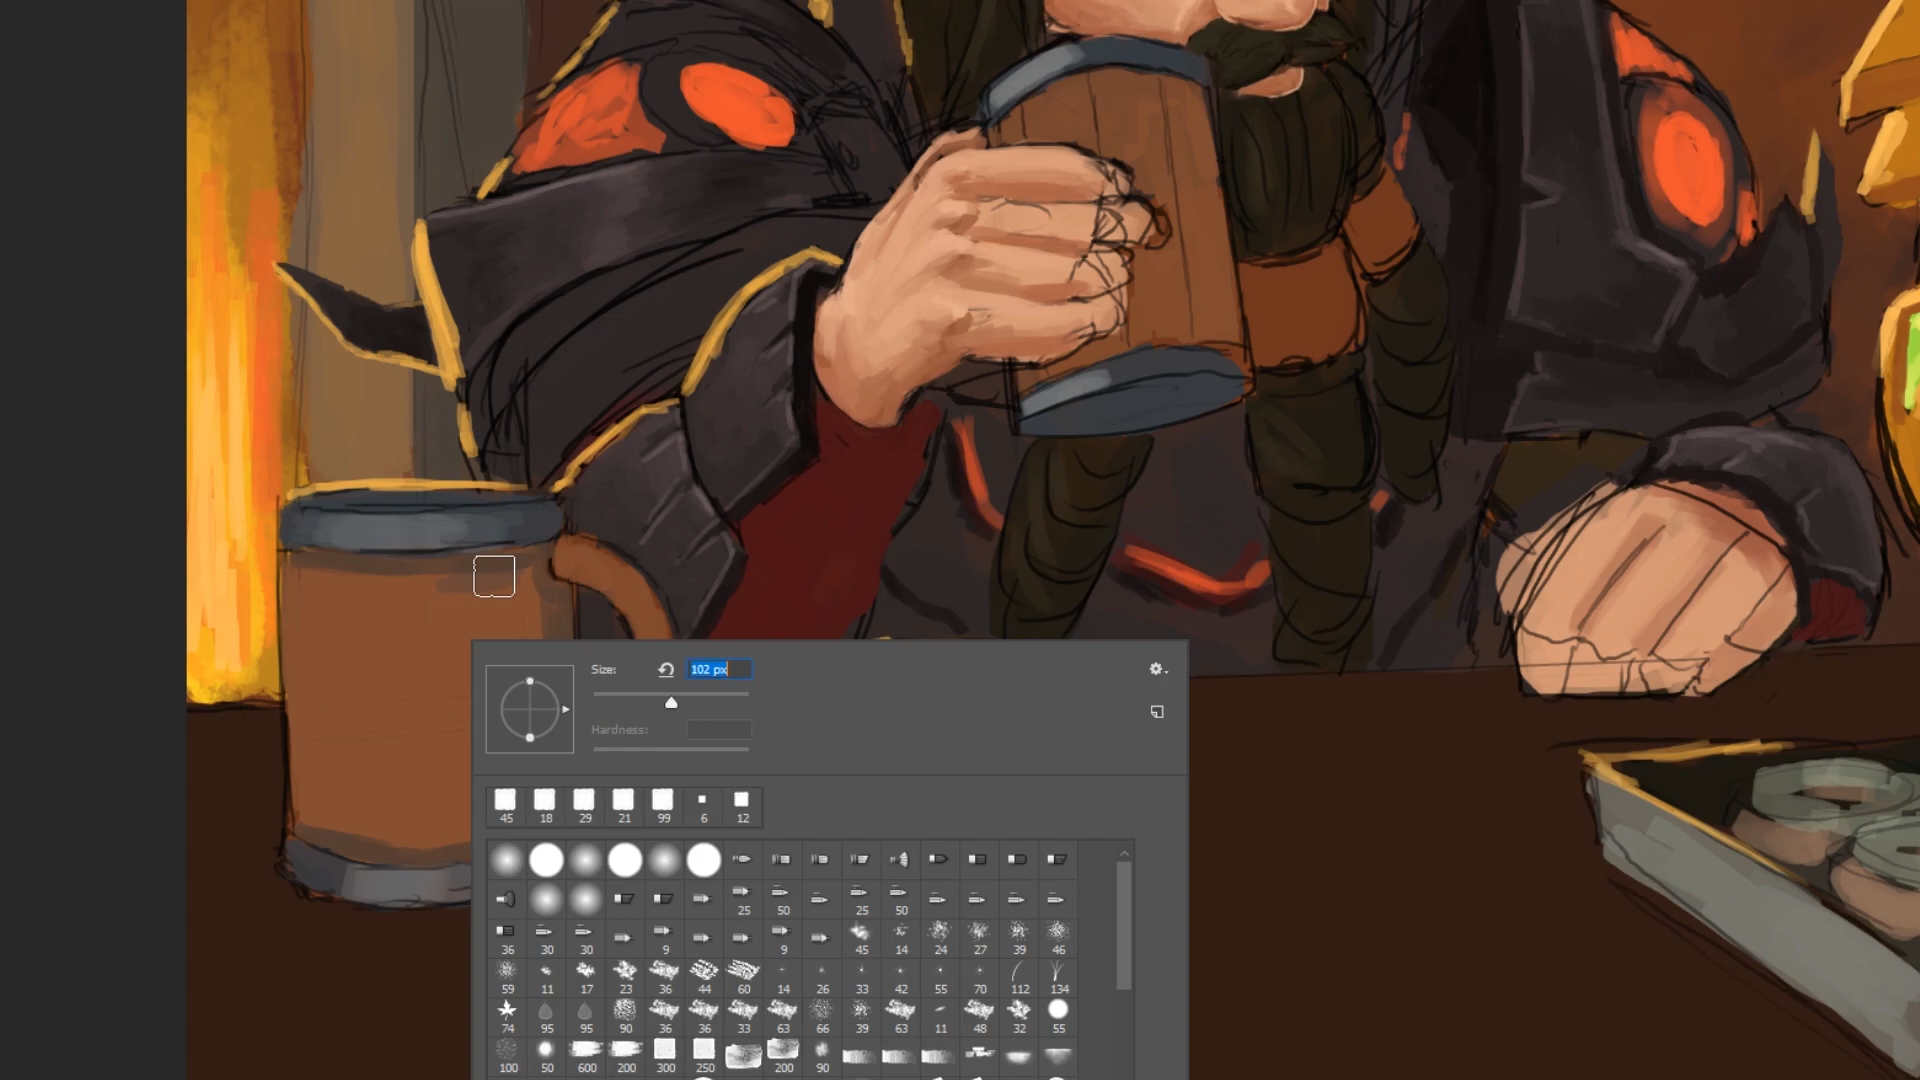 Size: 102 px
Hardness:
45 18 29 21 99 6 12
25 50 25 50
36 30 30 9 9 45 14 24 27 39 46
59 11 17 23 36 44 60 14 26 33 42 55 70 112 134
74 95 95 90 36 36 33 63 66 39 63 11 48 32 55
100 50 600 200 300 250 200 90